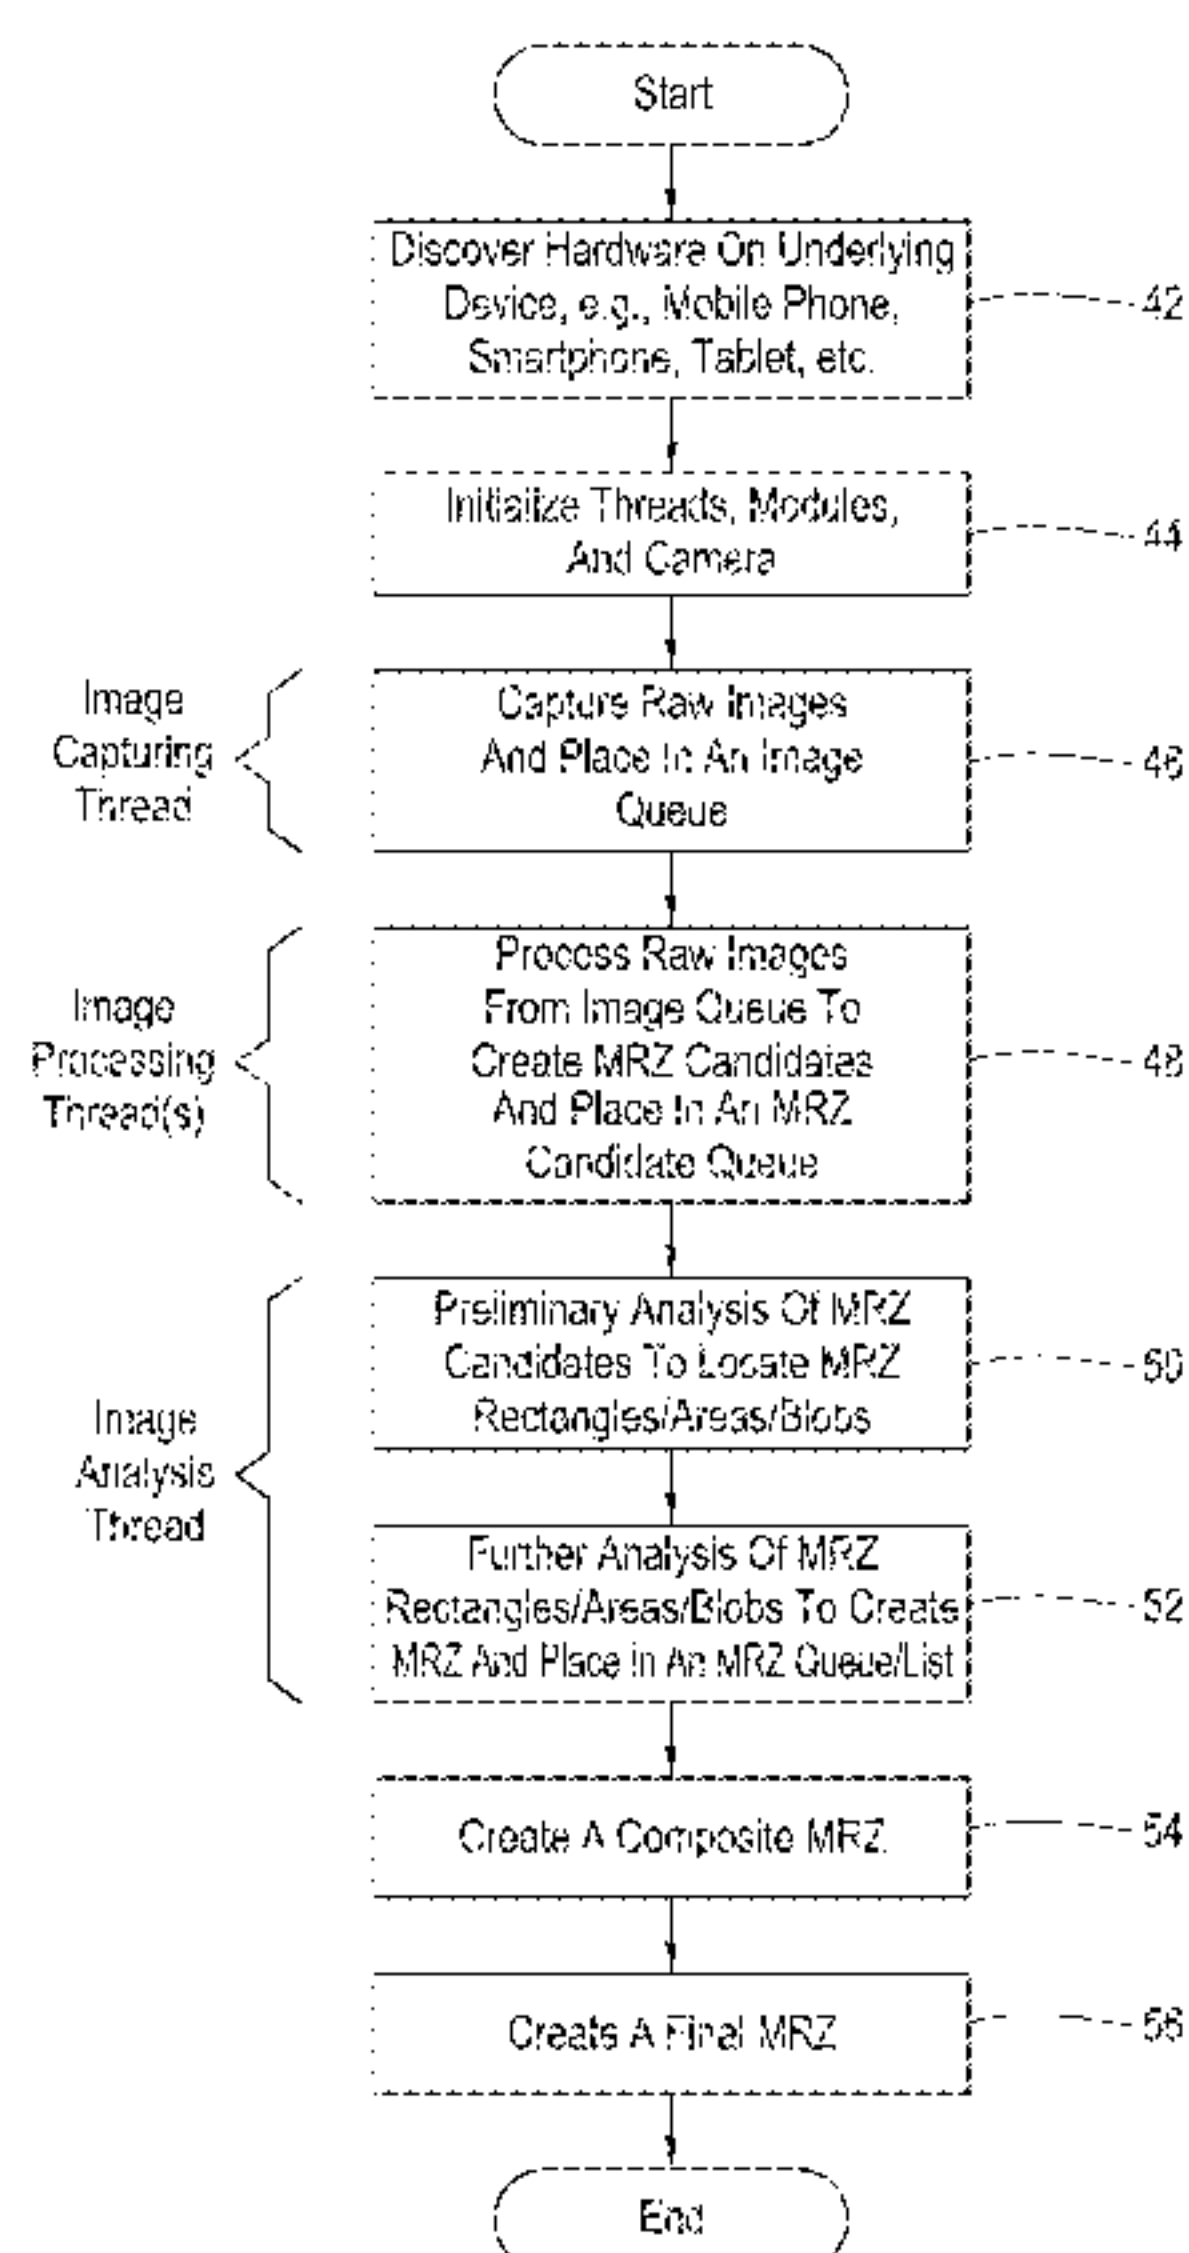 Start
Discover Hardware On Underlying
Device, e.g., Mobile Phone,
Smartphone, Tablet, etc.
42
Initialize Threads, Modules,
And Camera
44
Image
Capturing
Thread
Capture Raw Images
And Place In An Image
Queue
46
Image
Processing
Thread(s)
Process Raw Images
From Image Queue To
Create MRZ Candidates
And Place In An MRZ
Candidate Queue
48
Image
Analysis
Thread
Preliminary Analysis Of MRZ
Candidates To Locate MRZ
Rectangles/Areas/Blobs
50
Further Analysis Of MRZ
Rectangles/Areas/Blobs To Create
MRZ And Place In An MRZ Queue/List
52
Create A Composite MRZ
54
Create A Final MRZ
56
End